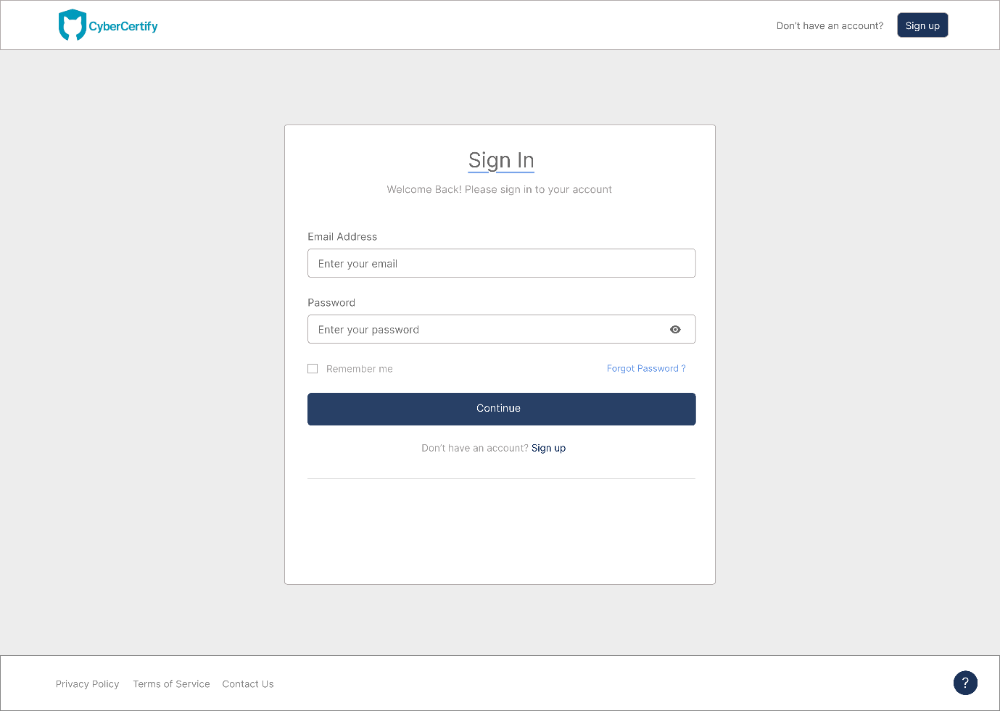 CyberCertify
Don't have an account?
Sign up
Sign In
Welcome Back! Please sign in to your account
Email Address
Enter your email
Password
Enter your password
Remember me
Forgot Password ?
Continue
Don't have an account? Sign up
Privacy Policy
Terms of Service
Contact Us
?